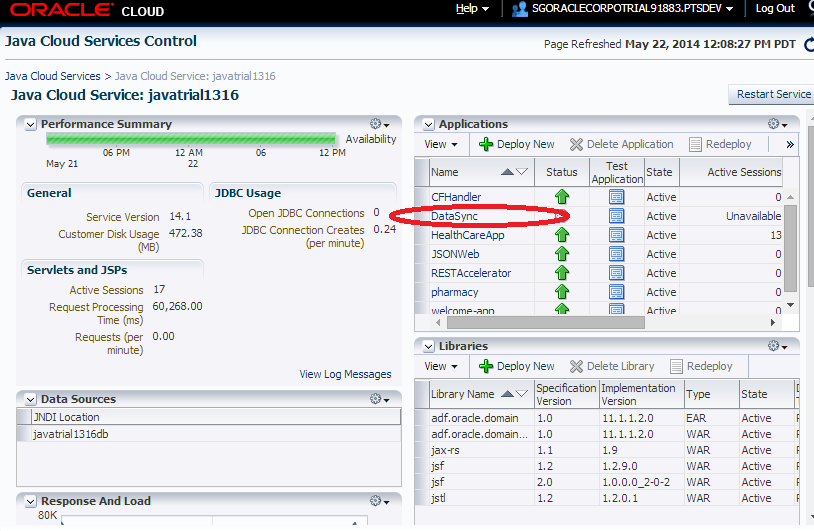 ORACLE CLOUD
Help
SGORACLECORPOTRIAL91883.PTSDEV
Log Out
Java Cloud Services Control
Page Refreshed May 22, 2014 12:08:27 PM PDT
Java Cloud Services > Java Cloud Service: javatrial1316
Java Cloud Service: javatrial1316
Restart Service
Performance Summary
Availability
06 PM 12 AM 06 12 PM
May 21 22
General
Service Version 14.1
Customer Disk Usage (MB) 472.38
JDBC Usage
Open JDBC Connections 0
JDBC Connection Creates (per minute) 0.24
Servlets and JSPs
Active Sessions 17
Request Processing Time (ms) 60,268.00
Requests (per minute) 0.00
View Log Messages
Data Sources
JNDI Location
javatrial1316db
Response And Load
80K
Applications
View Deploy New Delete Application Redeploy »
Name Status Test Application State Active Sessions
CFHandler Active 0
DataSync Active Unavailable
HealthCareApp Active 13
JSONWeb Active 0
RESTAccelerator Active 0
pharmacy Active 0
welcome-app Active 0
Libraries
View Deploy New Delete Library Redeploy
Library Name Specification Version Implementation Version Type State
adf.oracle.domain 1.0 11.1.1.2.0 EAR Active
adf.oracle.domain... 1.0 11.1.1.2.0 WAR Active
jax-rs 1.1 1.9 WAR Active
jsf 1.2 1.2.9.0 WAR Active
jsf 2.0 1.0.0.0_2-0-2 WAR Active
jstl 1.2 1.2.0.1 WAR Active